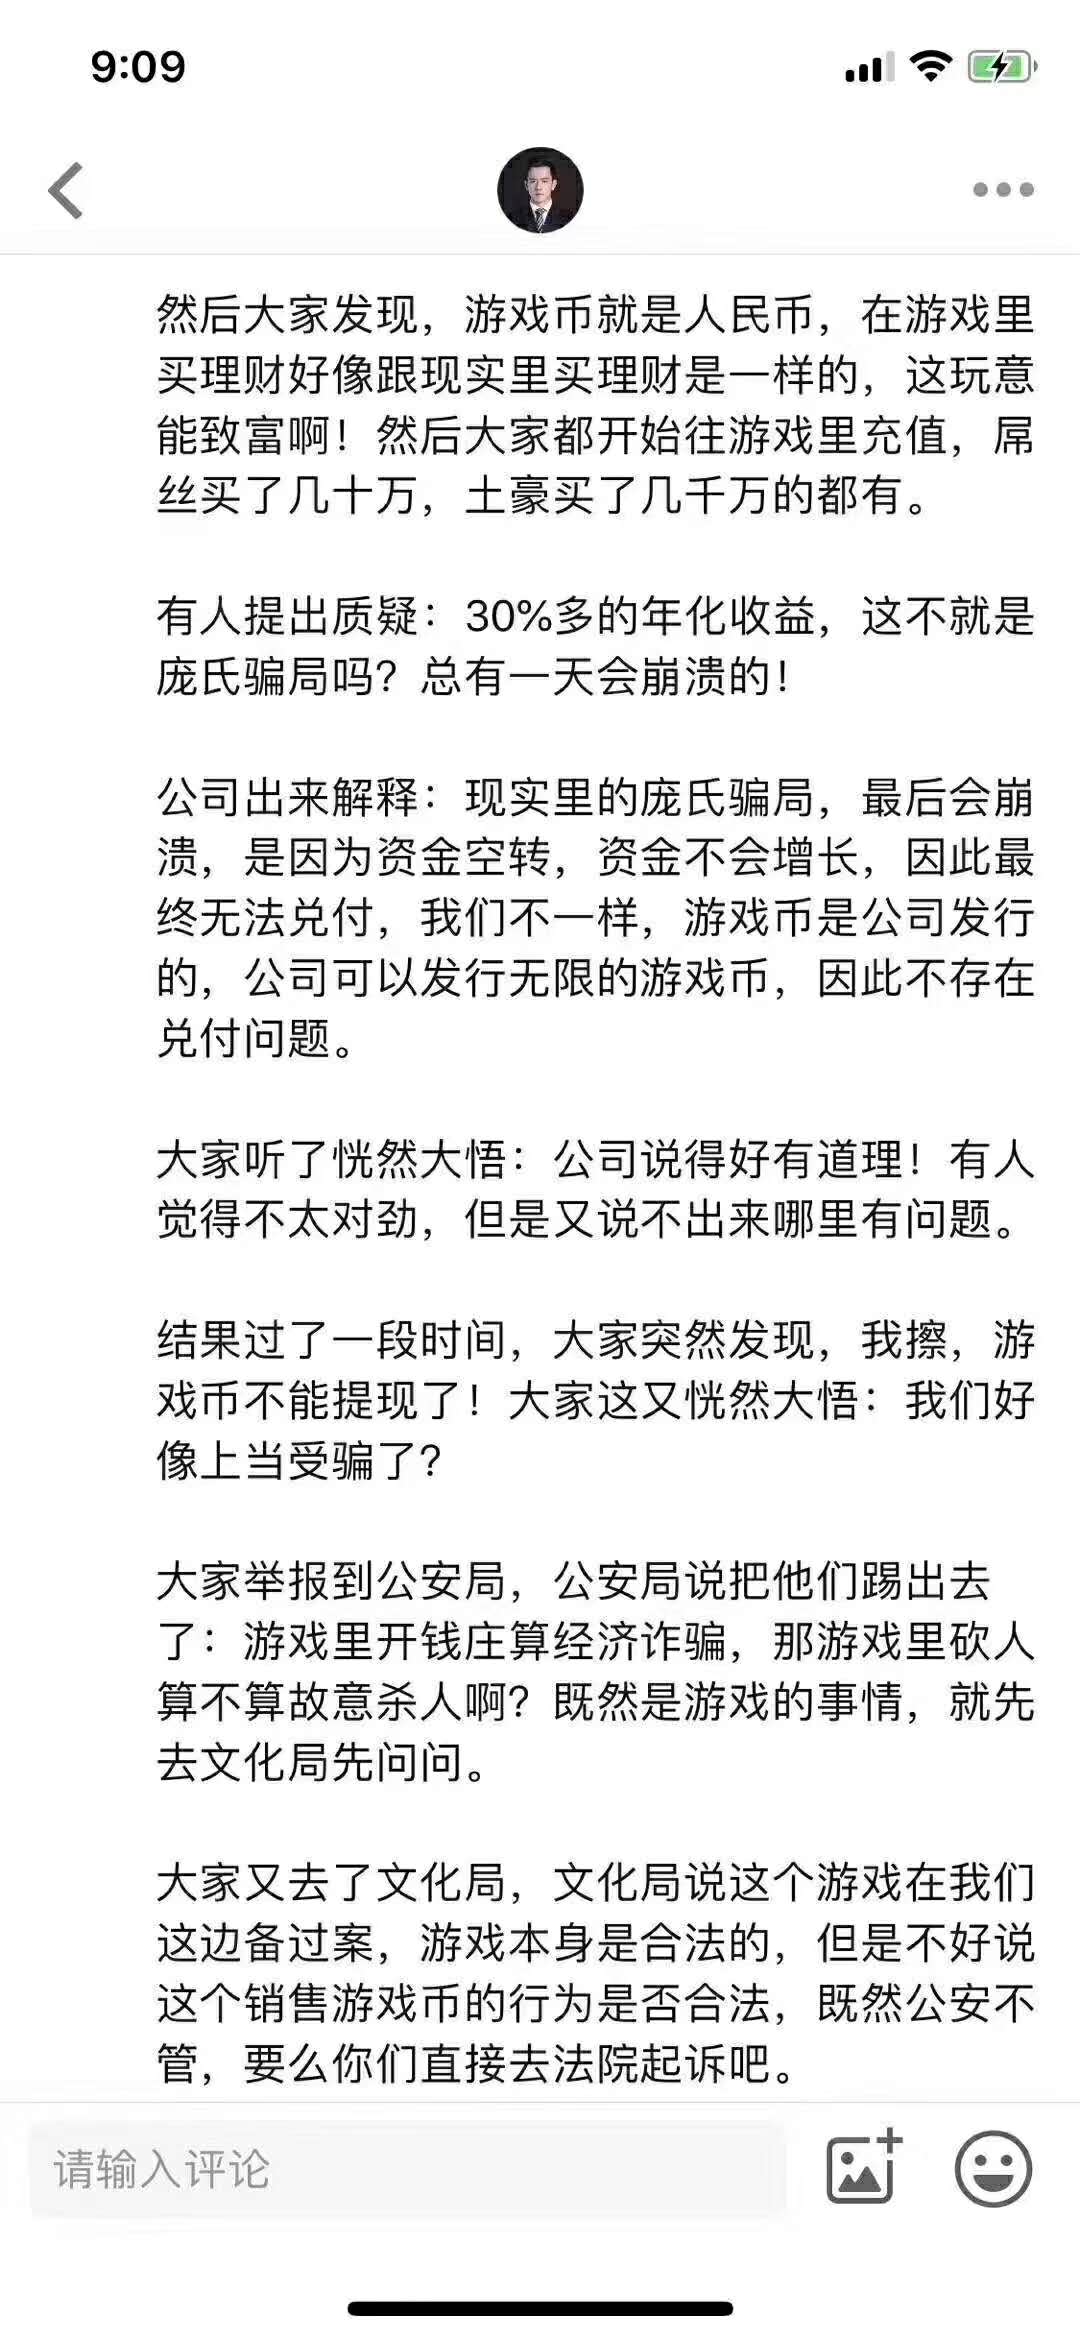 9:09
然后大家发现，游戏币就是人民币，在游戏里
买理财好像跟现实里买理财是一样的，这玩意
能致富啊！然后大家都开始往游戏里充值，屌
丝买了几十万，土豪买了几千万的都有。
有人提出质疑：30%多的年化收益，这不就是
庞氏骗局吗？总有一天会崩溃的！
公司出来解释：现实里的庞氏骗局，最后会崩
溃，是因为资金空转，资金不会增长，因此最
终无法兑付，我们不一样，游戏币是公司发行
的，公司可以发行无限的游戏币，因此不存在
兑付问题。
大家听了恍然大悟：公司说得好有道理！有人
觉得不太对劲，但是又说不出来哪里有问题。
结果过了一段时间，大家突然发现，我擦，游
戏币不能提现了！大家这又恍然大悟：我们好
像上当受骗了？
大家举报到公安局，公安局说把他们踢出去
了：游戏里开钱庄算经济诈骗，那游戏里砍人
算不算故意杀人啊？既然是游戏的事情，就先
去文化局先问问。
大家又去了文化局，文化局说这个游戏在我们
这边备过案，游戏本身是合法的，但是不好说
这个销售游戏币的行为是否合法，既然公安不
管，要么你们直接去法院起诉吧。
请输入评论